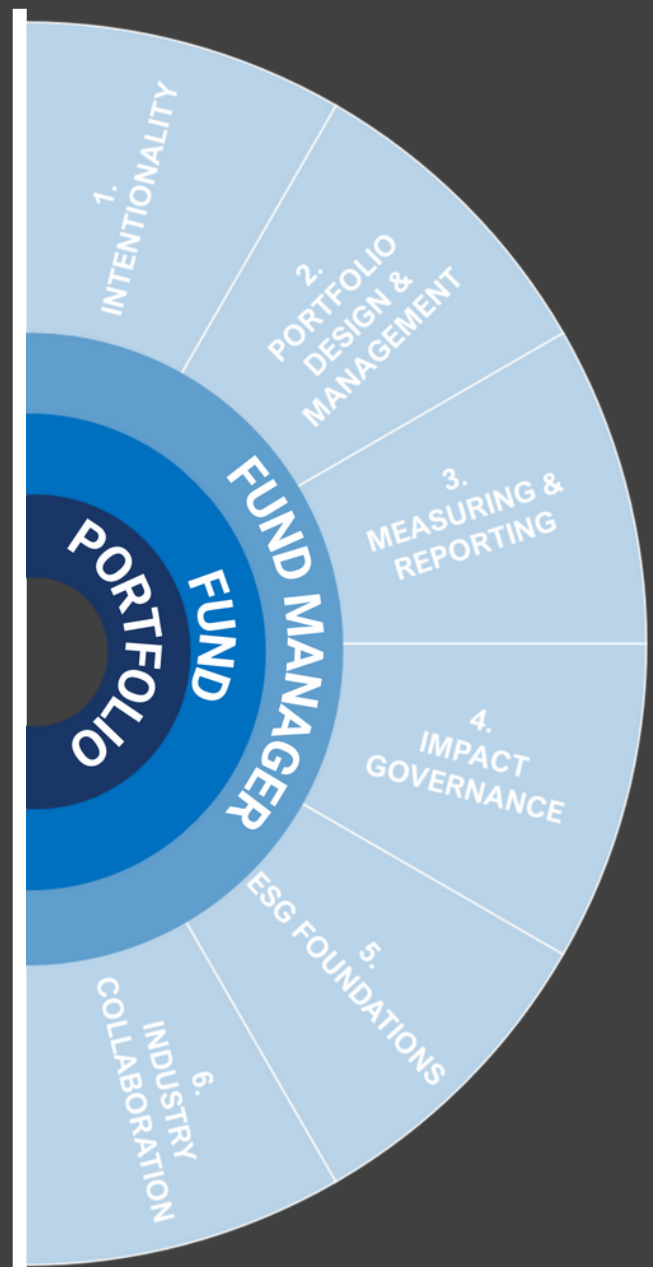 1.
INTENTIONALITY
2.
PORTFOLIO
DESIGN &
MANAGEMENT
3.
MEASURING &
REPORTING
4.
IMPACT
GOVERNANCE
5.
ESG FOUNDATIONS
6.
INDUSTRY
COLLABORATION
FUND MANAGER
FUND
PORTFOLIO